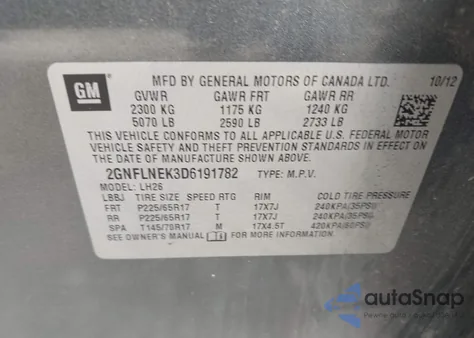 GM
MFD BY GENERAL MOTORS OF CANADA LTD. 10/12
GVWR GAWR FRT GAWR RR
2300 KG 1175 KG 1240 KG
5070 LB 2590 LB 2733 LB
THIS VEHICLE CONFORMS TO ALL APPLICABLE U.S. FEDERAL MOTOR
VEHICLE SAFETY AND THEFT PREVENTION STANDARDS IN EFFECT
ON THE DATE OF MANUFACTURE SHOWN ABOVE.
2GNFLNEK3D6191782 TYPE: M.P.V.
MODEL: LH26
LBBJ TIRE SIZE SPEED RTG RIM COLD TIRE PRESSURE
FRT P225/65R17 T 17X7J 240KPA(35PSI)
RR P225/65R17 T 17X7J 240KPA(35PSI)
SPA T145/70R17 M 17X4.5T 420KPA(60PSI)
SEE OWNER'S MANUAL FOR MORE INFORMATION.
autoSnap